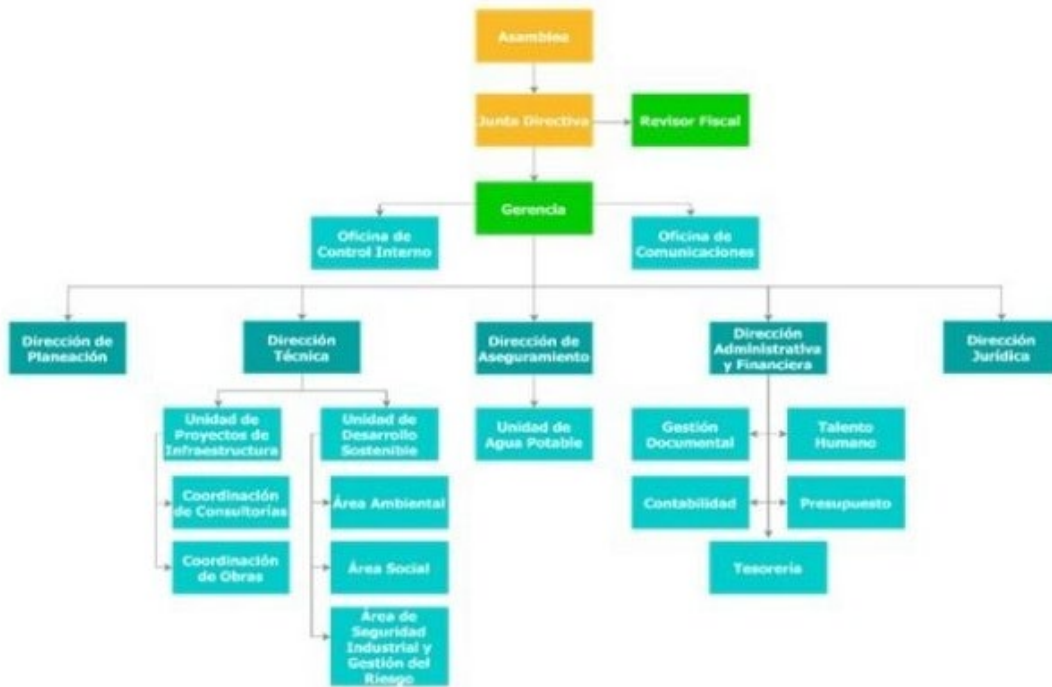 Asamblea
Junta Directiva
Revisor Fiscal
Gerencia
Oficina de
Control Interno
Oficina de
Comunicaciones
Dirección de
Planeación
Dirección
Técnica
Dirección de
Aseguramiento
Dirección
Administrativa
y Financiera
Dirección
Jurídica
Unidad de
Proyectos de
Infraestructura
Unidad de
Desarrollo
Sostenible
Unidad de
Agua Potable
Gestión
Documental
Talento
Humano
Coordinación
de Consultorías
Área Ambiental
Contabilidad
Presupuesto
Coordinación
de Obras
Área Social
Tesorería
Área de
Seguridad
Industrial y
Gestión del
Riesgo